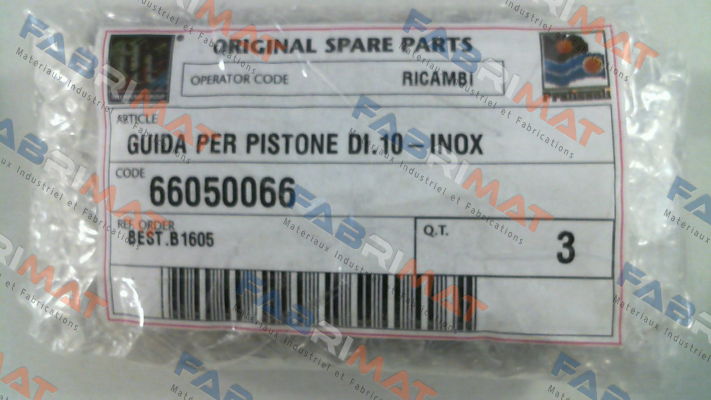 ORIGINAL SPARE PARTS
OPERATOR CODE RICAMBI
ARTICLE
GUIDA PER PISTONE DI.10-INOX
CODE 66050066
REF. ORDER
BEST.B1605
Q.T. 3
FABRIMAT
Materiaux Industriel et Fabrications